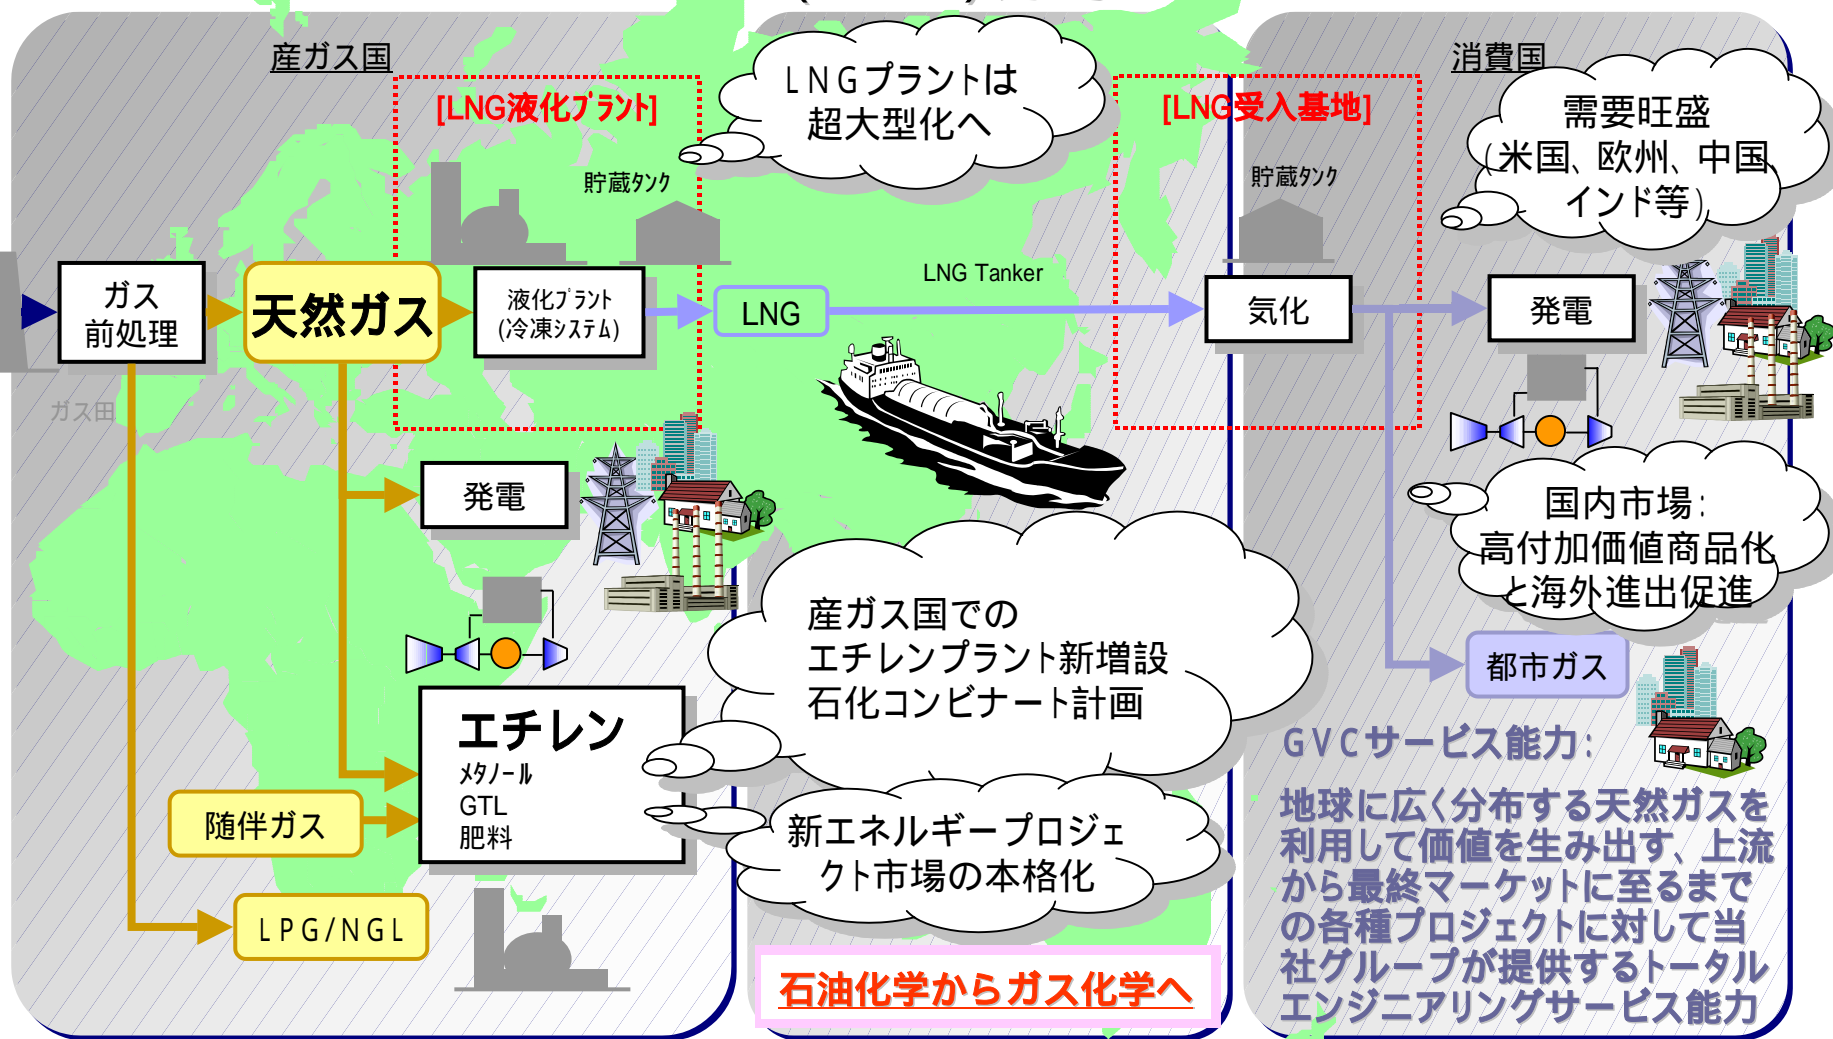 産ガス国
消費国
[LNG液化プラント]
LNGプラントは
超大型化へ
[LNG受入基地]
需要旺盛
(米国、欧州、中国、
インド等)
貯蔵タンク
貯蔵タンク
ガス
前処理
天然ガス
液化プラント
(冷凍システム)
LNG
LNG Tanker
気化
発電
ガス田
発電
国内市場:
高付加価値商品化
と海外進出促進
産ガス国での
エチレンプラント新増設
石化コンビナート計画
都市ガス
エチレン
メタノール
GTL
肥料
随伴ガス
LPG/NGL
新エネルギープロジェ
クト市場の本格化
石油化学からガス化学へ
GVCサービス能力:
地球に広く分布する天然ガスを
利用して価値を生み出す、上流
から最終マーケットに至るまで
の各種プロジェクトに対して当
社グループが提供するトータル
エンジニアリングサービス能力